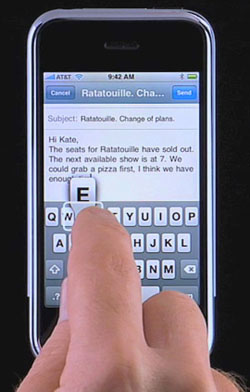 AT&T 9:42 AM
Cancel Ratatouille. Cha... Send
Subject: Ratatouille. Change of plans.
Hi Kate,
The seats for Ratatouille have sold out.
The next available show is at 7. We
could grab a pizza first, I think we have
enough
E
Q W Y U I O P
A H J K L
B N M
.?